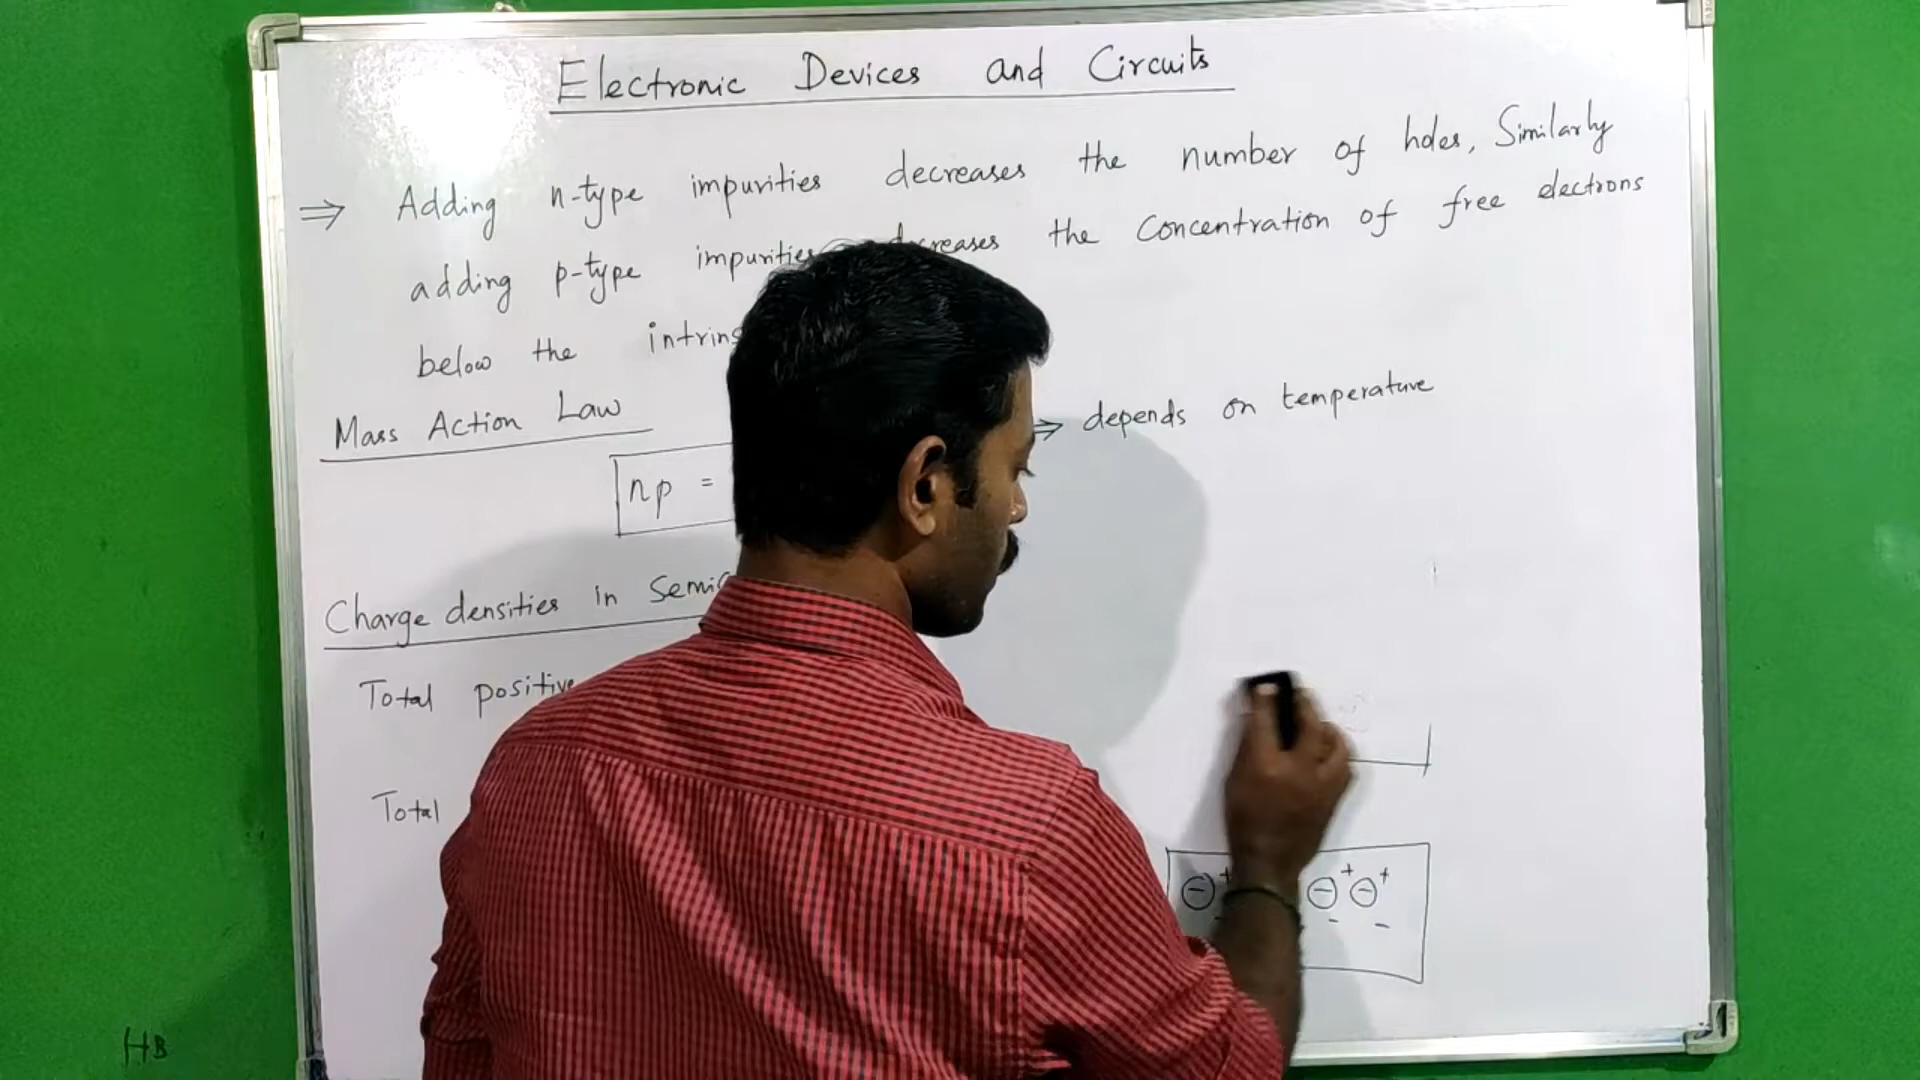 Electronic Devices and Circuits
⇒ Adding n-type impurities decreases the number of holes, Similarly
adding p-type impurities decreases the concentration of free electrons
below the
Mass Action Law
⇒ depends on temperature
np =
Charge densities in
Total positive
Total
⊖+ ⊖+ ⊖+
- - -
HB